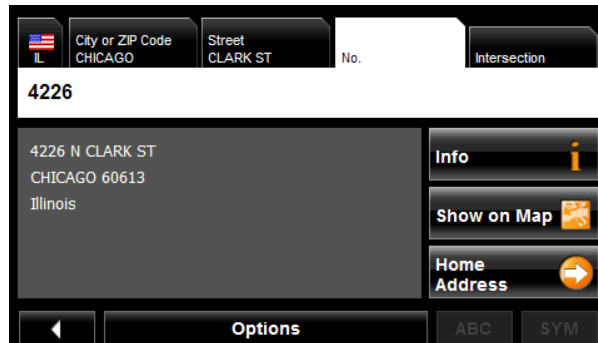 IL
City or ZIP Code
CHICAGO
Street
CLARK ST
No.
Intersection
4226
4226 N CLARK ST
CHICAGO 60613
Illinois
Info
Show on Map
Home
Address
Options
ABC
SYM